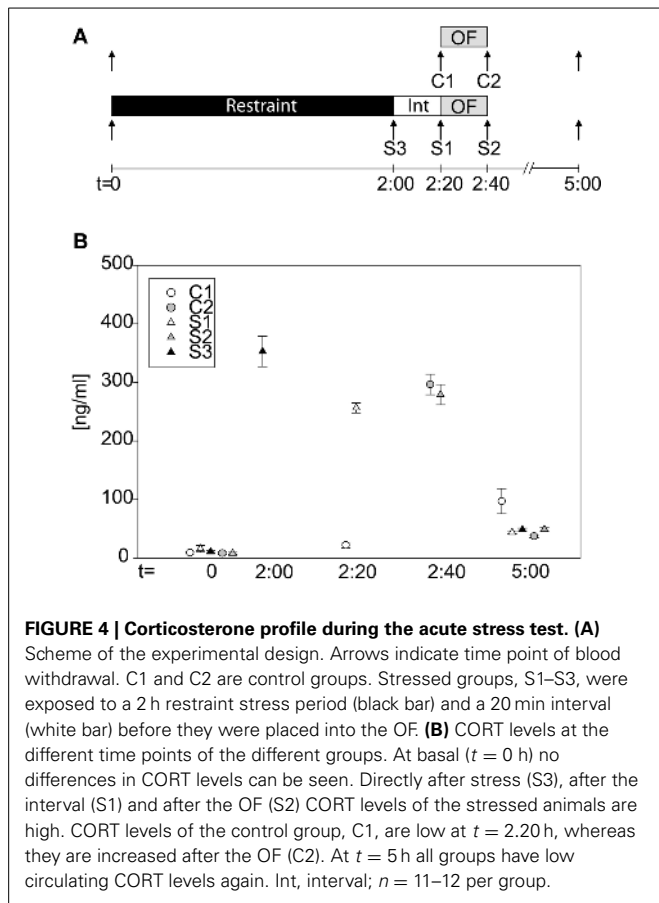 A
OF
C1 C2
Restraint Int OF
S3 S1 S2
t=0 2:00 2:20 2:40 // 5:00
B
500
400
300
200
100
0
[ng/ml]
C1
C2
S1
S2
S3
t= 0 2:00 2:20 2:40 5:00
FIGURE 4 | Corticosterone profile during the acute stress test. (A)
Scheme of the experimental design. Arrows indicate time point of blood
withdrawal. C1 and C2 are control groups. Stressed groups, S1–S3, were
exposed to a 2 h restraint stress period (black bar) and a 20 min interval
(white bar) before they were placed into the OF. (B) CORT levels at the
different time points of the different groups. At basal (t = 0 h) no
differences in CORT levels can be seen. Directly after stress (S3), after the
interval (S1) and after the OF (S2) CORT levels of the stressed animals are
high. CORT levels of the control group, C1, are low at t = 2.20 h, whereas
they are increased after the OF (C2). At t = 5 h all groups have low
circulating CORT levels again. Int, interval; n = 11–12 per group.